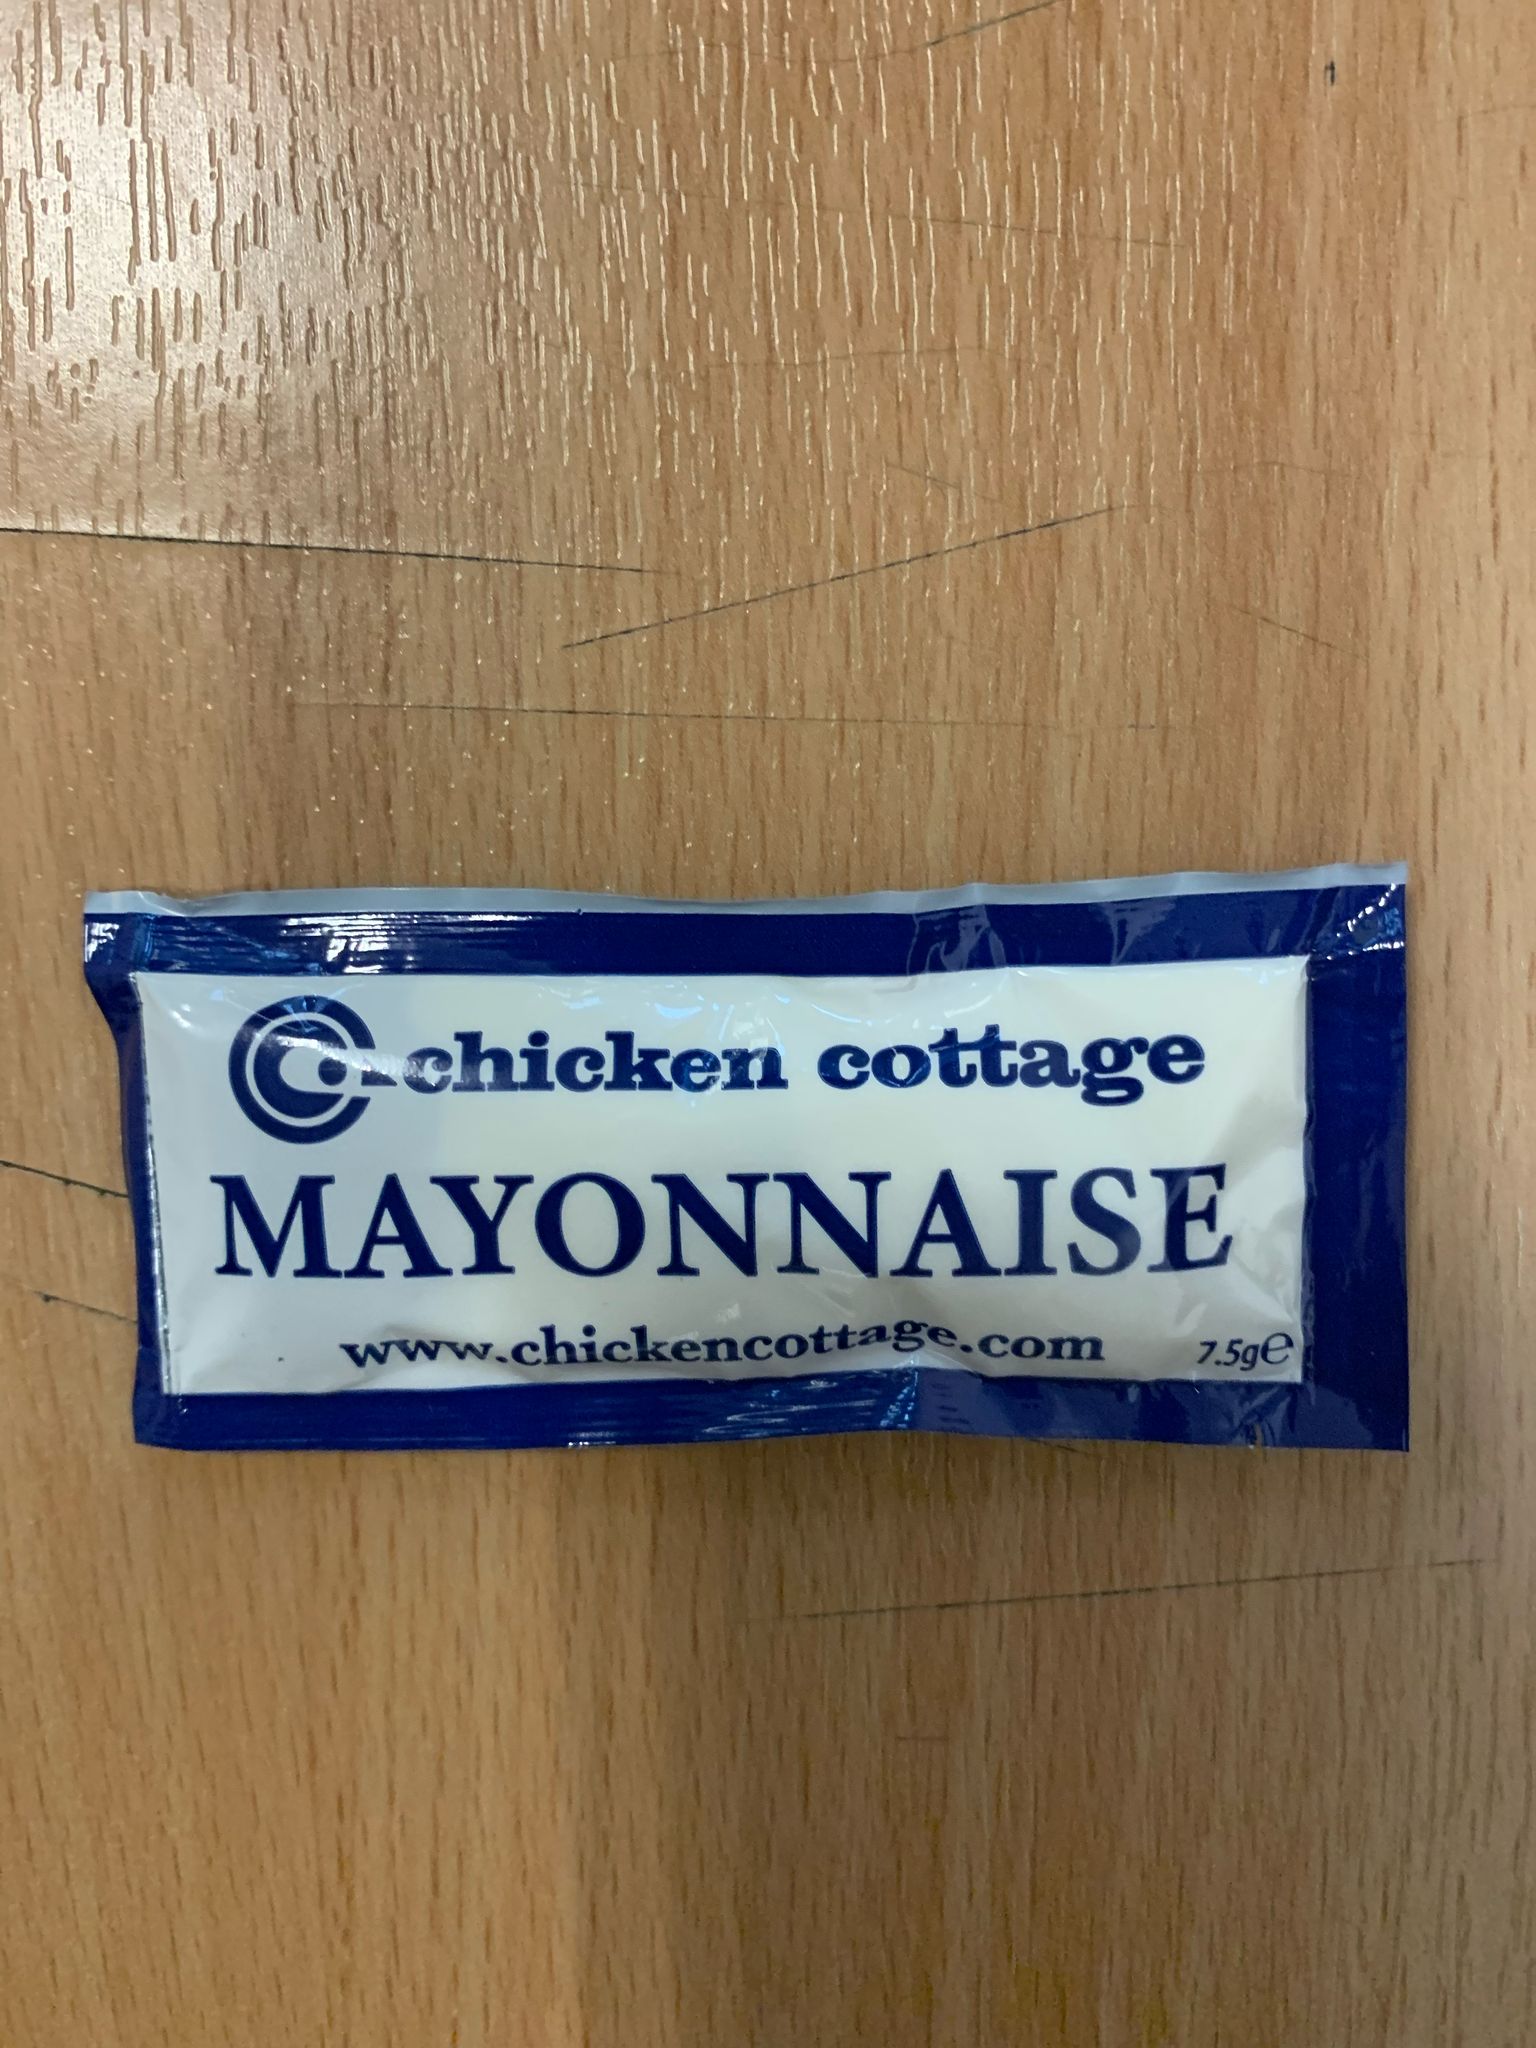 chicken cottage
MAYONNAISE
www.chickencottage.com 7.5g℮